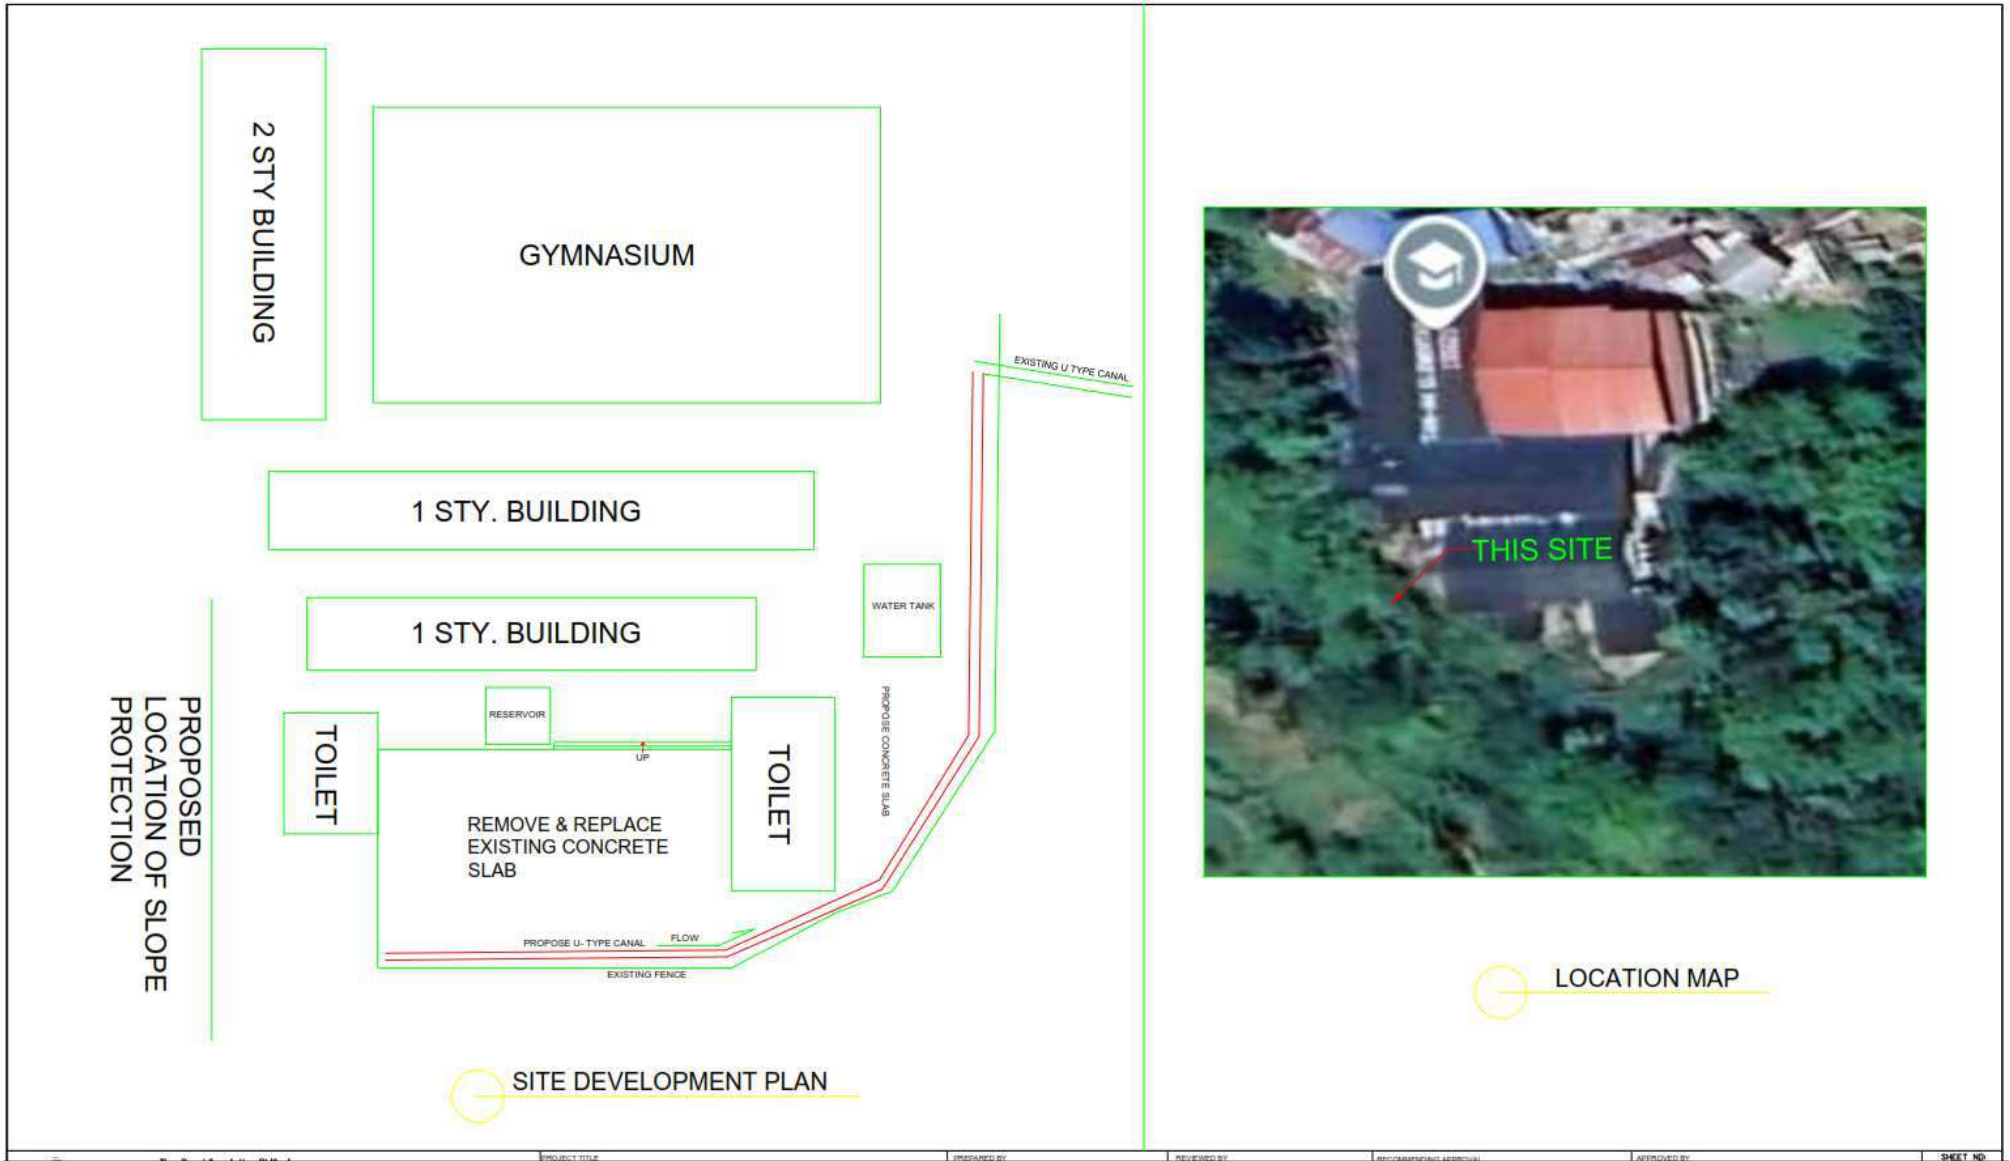 2 STY BUILDING
GYMNASIUM
EXISTING U TYPE CANAL
1 STY. BUILDING
1 STY. BUILDING
WATER TANK
PROPOSED
LOCATION OF SLOPE
PROTECTION
TOILET
RESERVOIR
UP
TOILET
PROPOSE CONCRETE SLAB
REMOVE & REPLACE
EXISTING CONCRETE
SLAB
PROPOSE U- TYPE CANAL
FLOW
EXISTING FENCE
SITE DEVELOPMENT PLAN
THIS SITE
LOCATION MAP
PROJECT TITLE
PREPARED BY
REVIEWED BY
RECOMMENDING APPROVAL
APPROVED BY
SHEET NO: